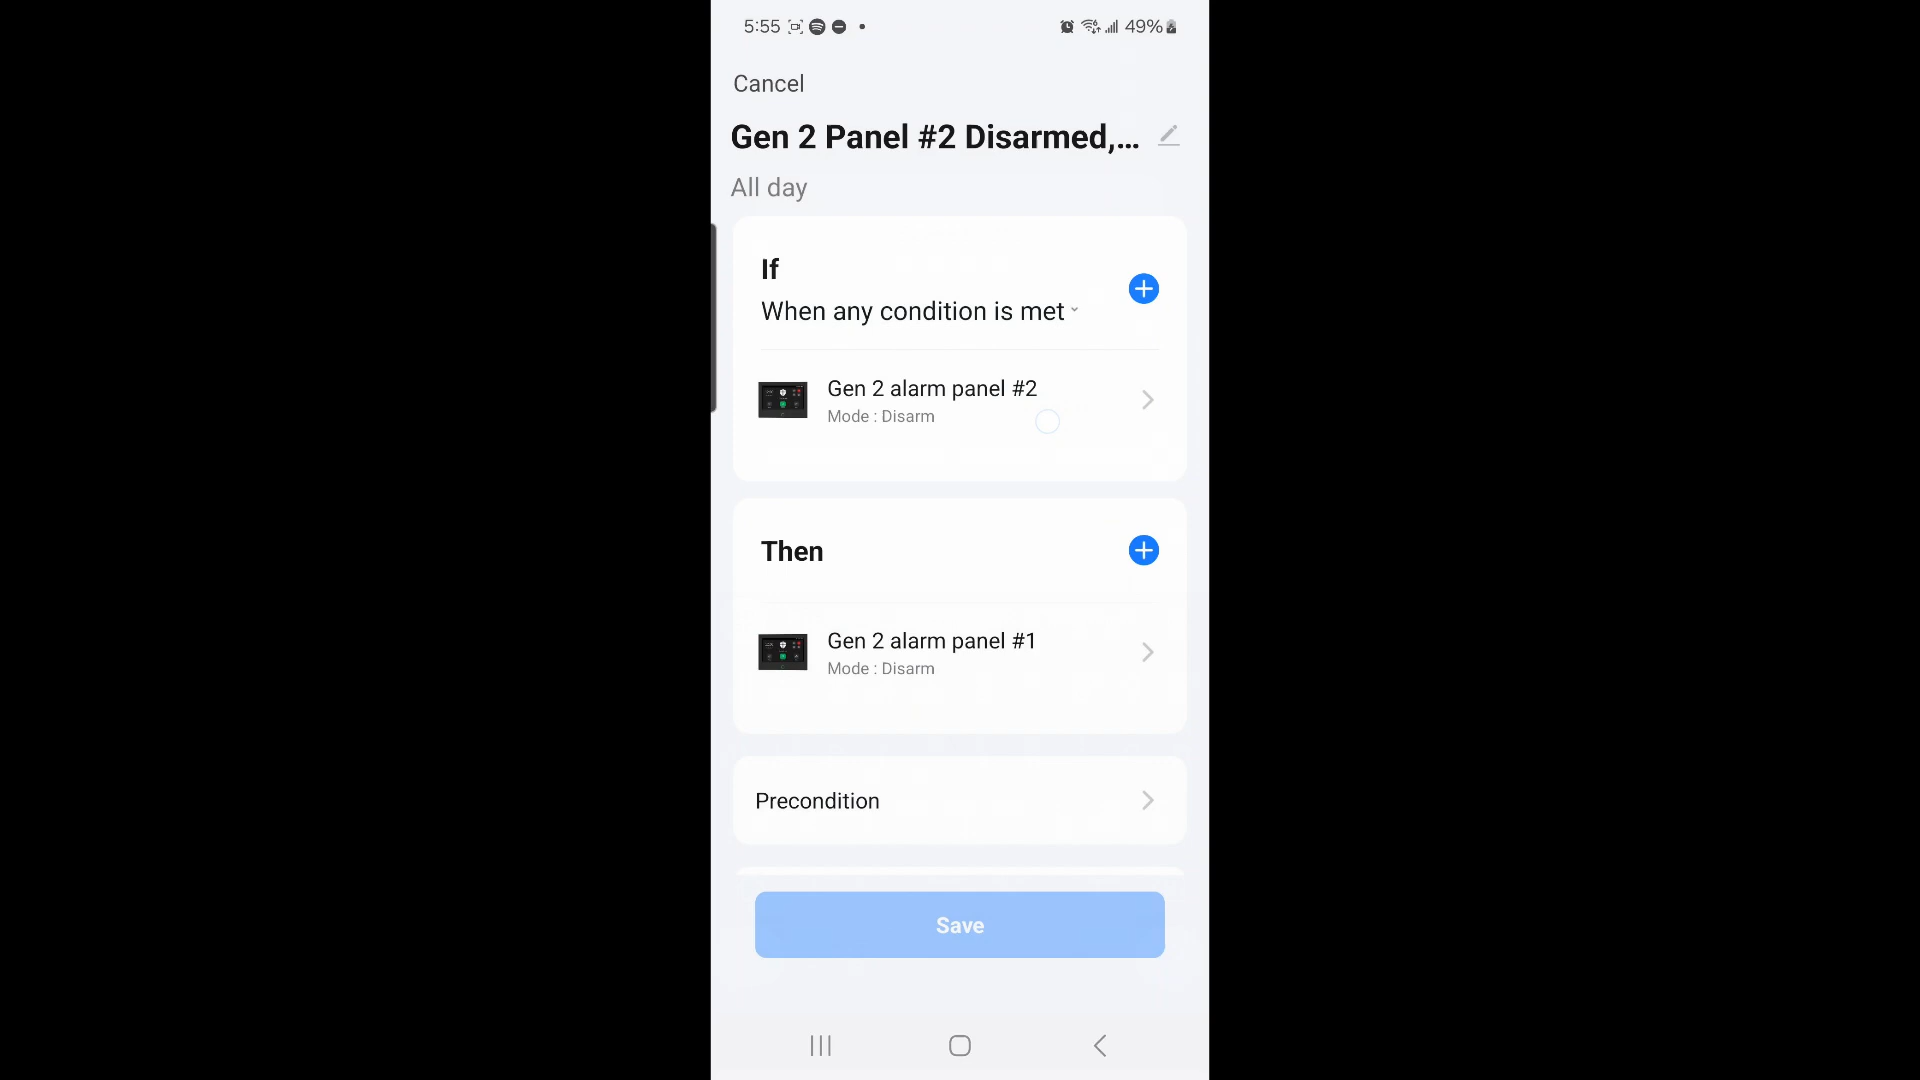 5:55
49%
Cancel
Gen 2 Panel #2 Disarmed,...
All day
If
When any condition is met
Gen 2 alarm panel #2
Mode : Disarm
Then
Gen 2 alarm panel #1
Mode : Disarm
Precondition
Save